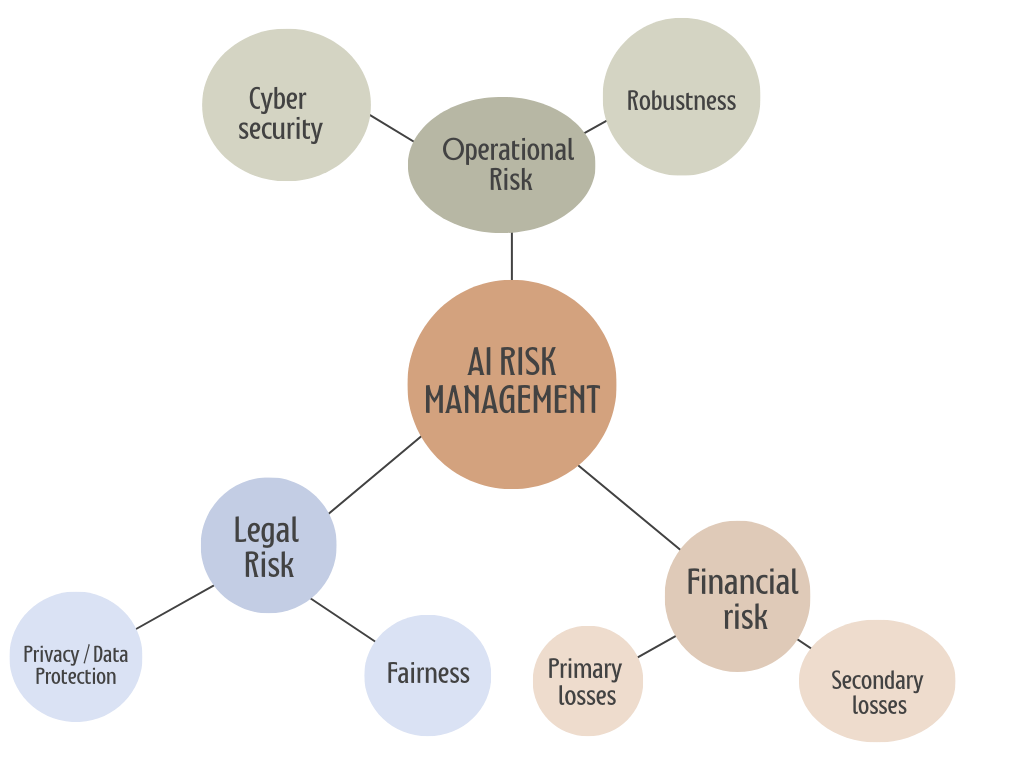 Cyber
security
Robustness
Operational
Risk
AI RISK
MANAGEMENT
Legal
Risk
Financial
risk
Privacy / Data
Protection
Fairness
Primary
losses
Secondary
losses